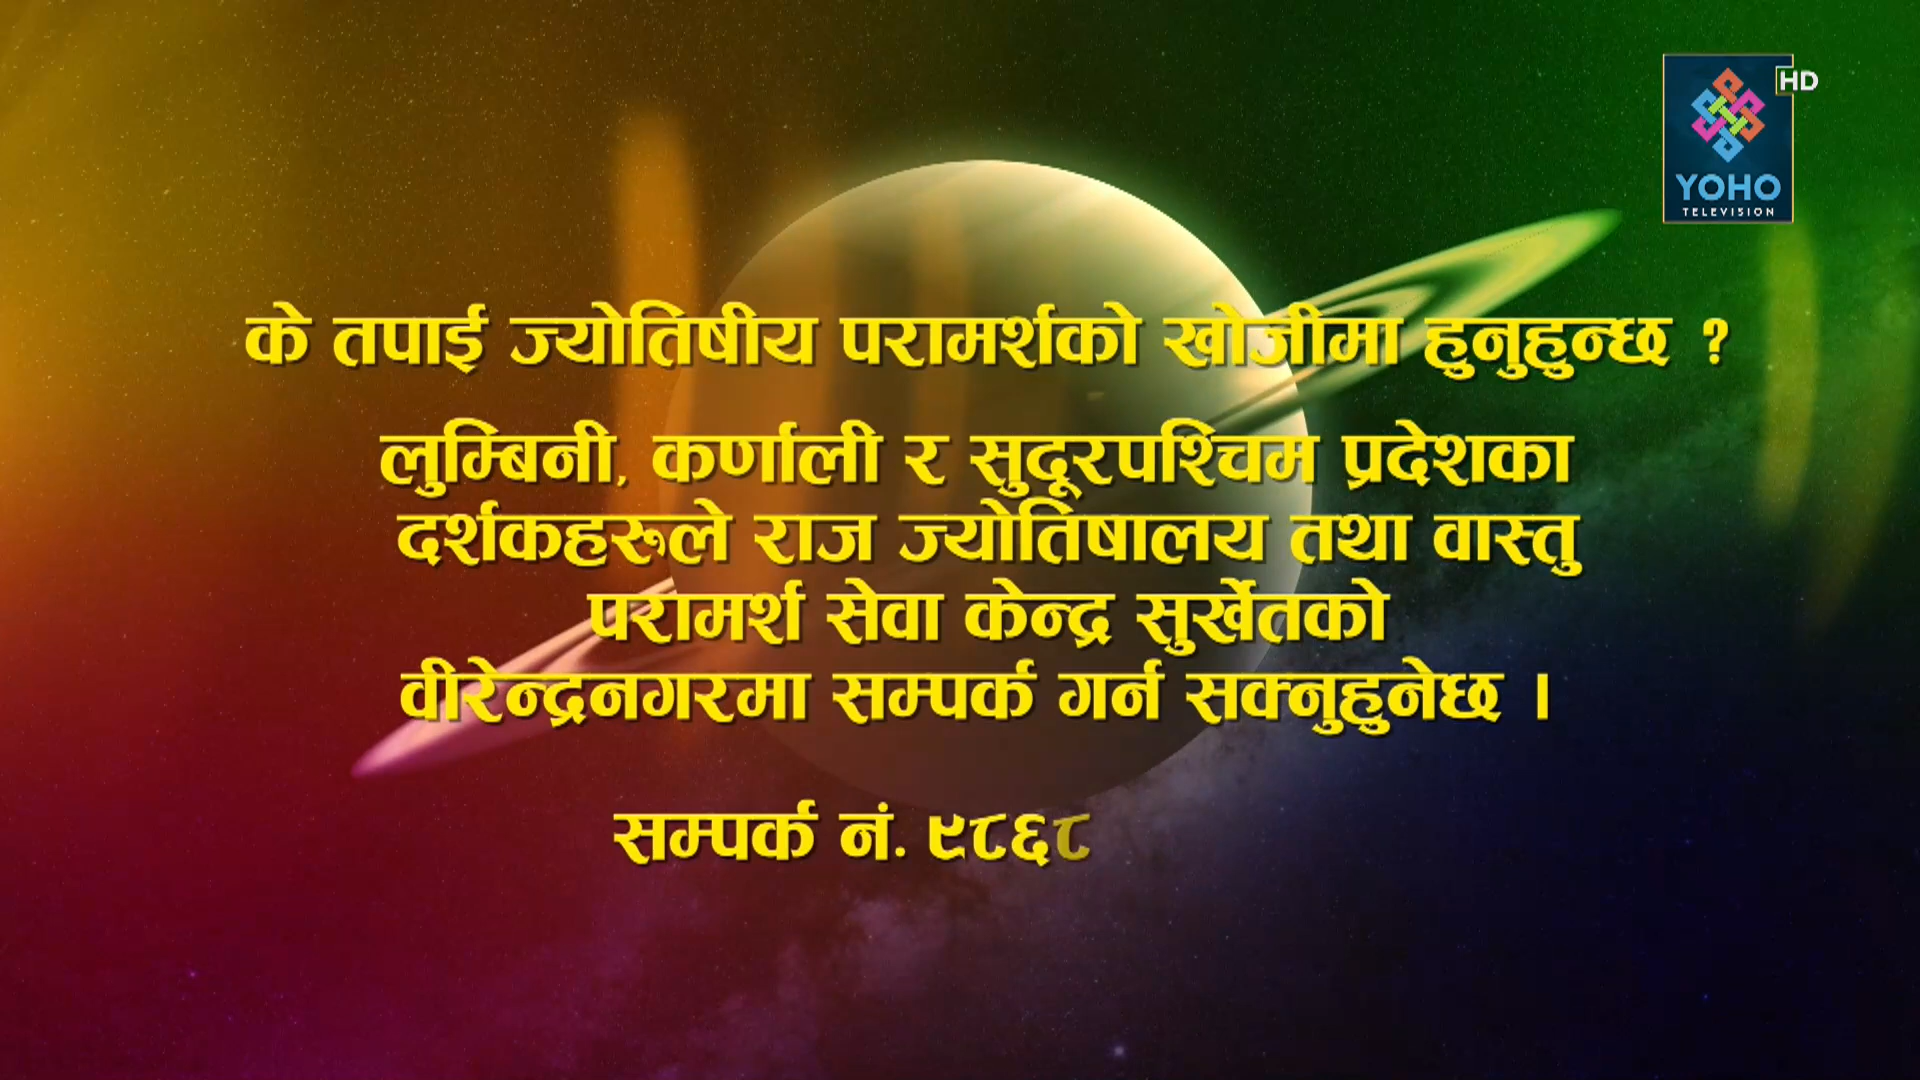 HD
YOHO
TELEVISION
के तपाई ज्योतिषीय परामर्शको खोजीमा हुनुहुन्छ ?
लुम्बिनी, कर्णाली र सुदूरपश्चिम प्रदेशका
दर्शकहरुले राज ज्योतिषालय तथा वास्तु
परामर्श सेवा केन्द्र सुर्खेतको
वीरेन्द्रनगरमा सम्पर्क गर्न सक्नुहुनेछ ।
सम्पर्क नं. ९८६८